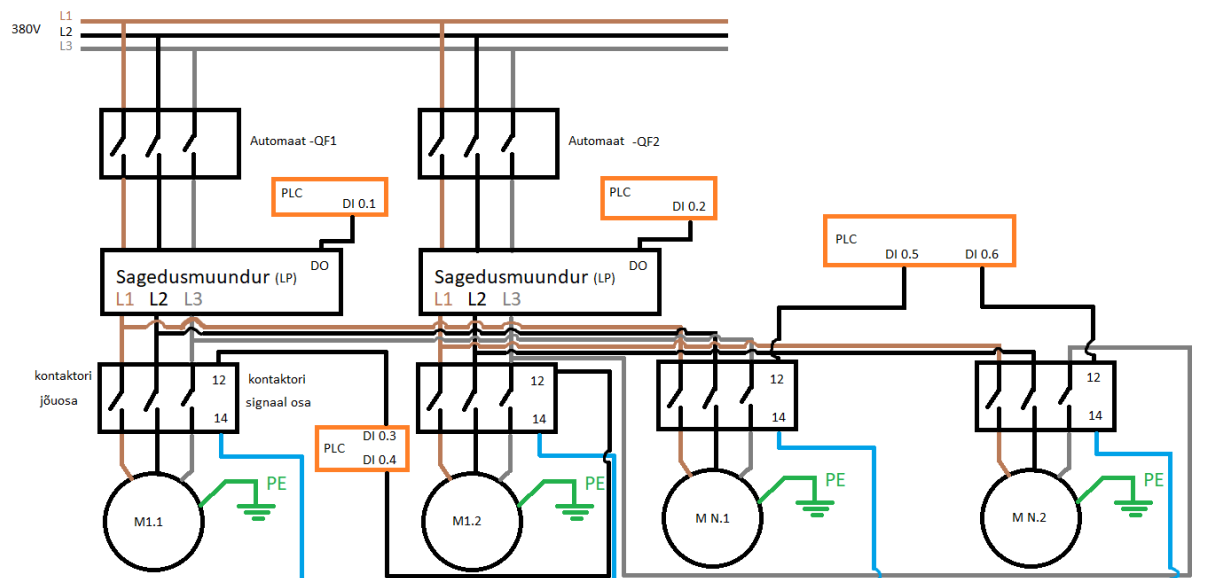 L1
380V
L2
L3
Automaat -QF1
Automaat -QF2
PLC
DI 0.1
PLC
DI 0.2
PLC
DI 0.5 DI 0.6
DO
Sagedusmuundur (LP)
L1 L2 L3
DO
Sagedusmuundur (LP)
L1 L2 L3
kontaktori
jõuosa
12
14
kontaktori
signaal osa
12
14
12
14
12
14
DI 0.3
PLC
DI 0.4
PE
M1.1
PE
M1.2
PE
M N.1
PE
M N.2